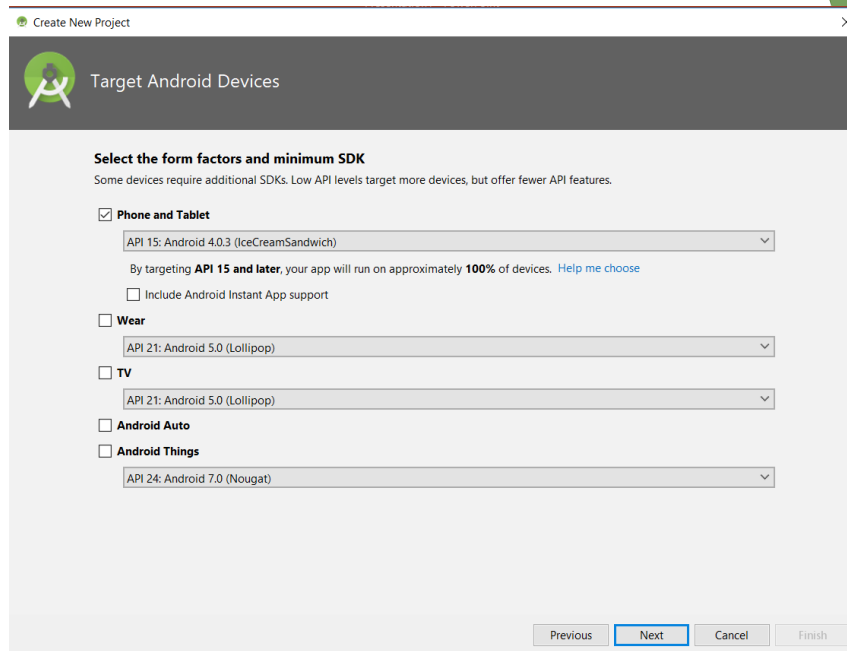 Create New Project
Target Android Devices
Select the form factors and minimum SDK
Some devices require additional SDKs. Low API levels target more devices, but offer fewer API features.
Phone and Tablet
API 15: Android 4.0.3 (IceCreamSandwich)
By targeting API 15 and later, your app will run on approximately 100% of devices. Help me choose
Include Android Instant App support
Wear
API 21: Android 5.0 (Lollipop)
TV
API 21: Android 5.0 (Lollipop)
Android Auto
Android Things
API 24: Android 7.0 (Nougat)
Previous Next Cancel Finish